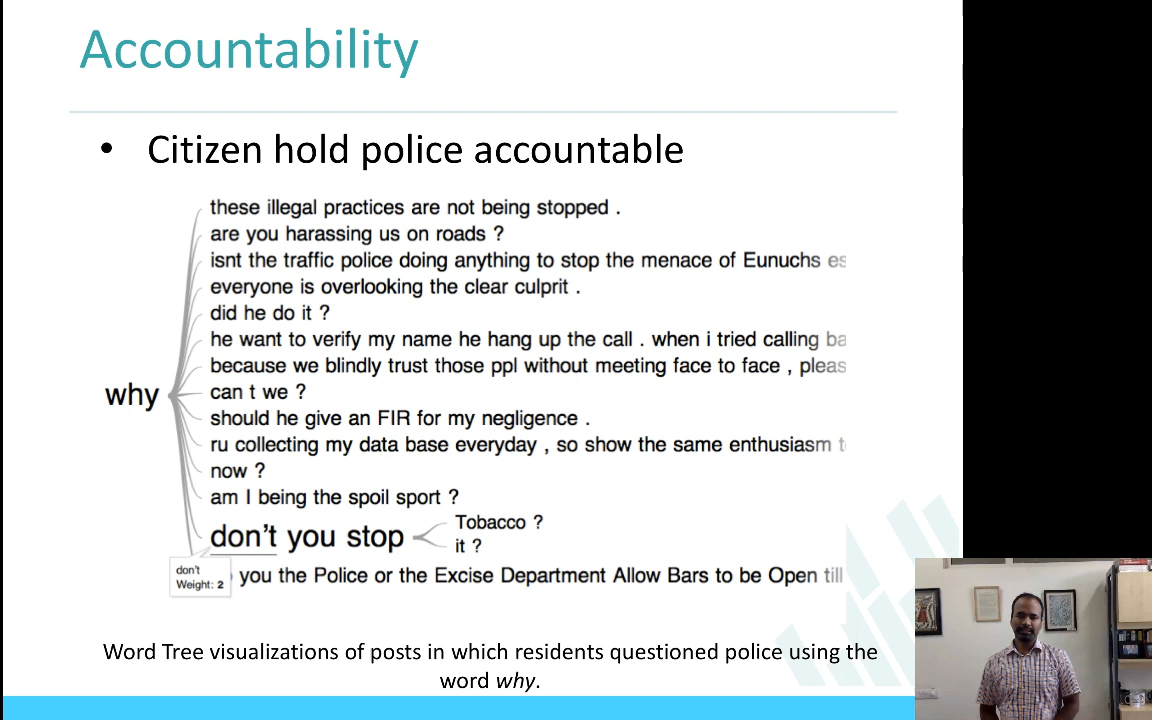 Accountability
• Citizen hold police accountable
these illegal practices are not being stopped .
are you harassing us on roads ?
isnt the traffic police doing anything to stop the menace of Eunuchs es
everyone is overlooking the clear culprit .
did he do it ?
he want to verify my name he hang up the call . when i tried calling ba
because we blindly trust those ppl without meeting face to face , pleas
why
can t we ?
should he give an FIR for my negligence .
ru collecting my data base everyday , so show the same enthusiasm t
now ?
am I being the spoil sport ?
don't you stop
Tobacco ?
it ?
don't
Weight: 2
you the Police or the Excise Department Allow Bars to be Open till
Word Tree visualizations of posts in which residents questioned police using the
word why.